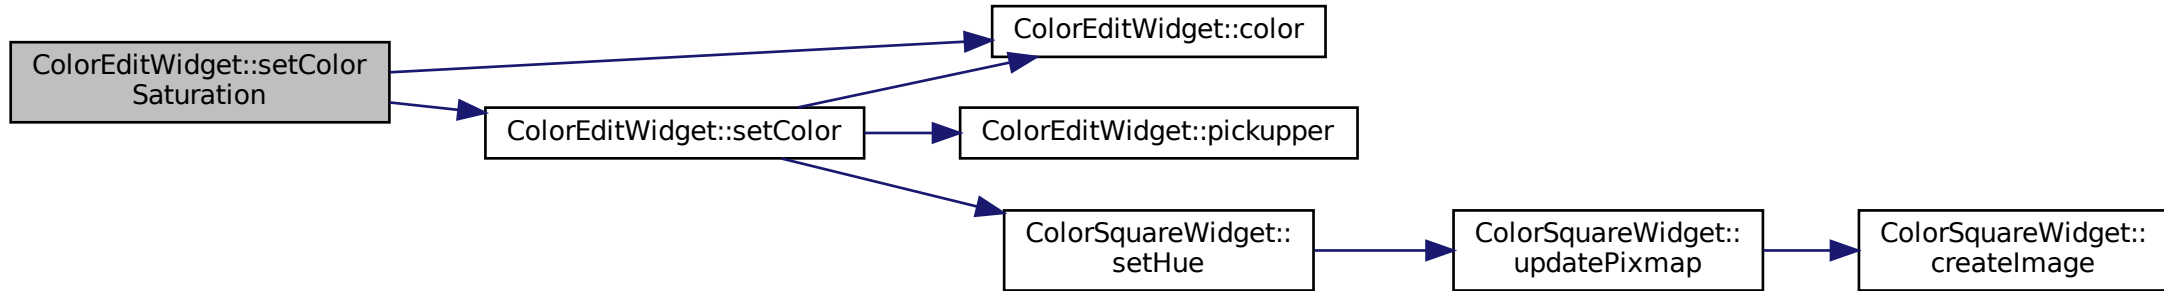 ColorEditWidget::setColor
Saturation
ColorEditWidget::color
ColorEditWidget::setColor
ColorEditWidget::pickupper
ColorSquareWidget::
setHue
ColorSquareWidget::
updatePixmap
ColorSquareWidget::
createImage